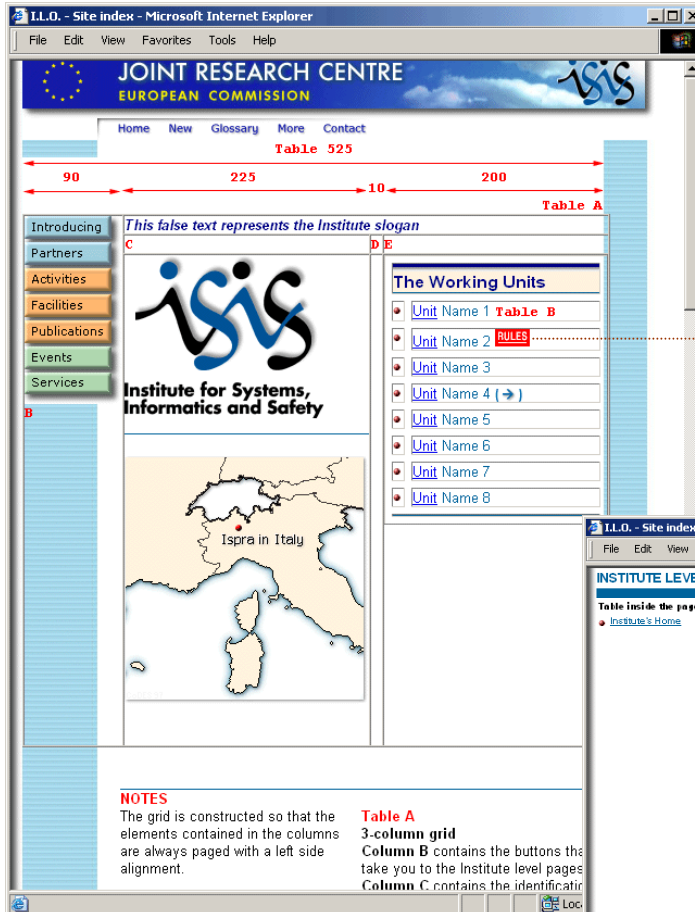 I.L.O. - Site index - Microsoft Internet Explorer
File Edit View Favorites Tools Help
JOINT RESEARCH CENTRE
EUROPEAN COMMISSION
isis
Home New Glossary More Contact
Table 525
90 225 10 200
Table A
Introducing
Partners
Activities
Facilities
Publications
Events
Services
B
This false text represents the Institute slogan
C D E
isis
Institute for Systems,
Informatics and Safety
Ispra in Italy
The Working Units
Unit Name 1 Table B
Unit Name 2 RULES
Unit Name 3
Unit Name 4 (→)
Unit Name 5
Unit Name 6
Unit Name 7
Unit Name 8
NOTES
The grid is constructed so that the
elements contained in the columns
are always paged with a left side
alignment.
Table A
3-column grid
Column B contains the buttons tha
take you to the Institute level pages
Column C contains the identificatio
Loc
I.L.O. - Site index
File Edit View
INSTITUTE LEVE
Table inside the page
Institute's Home